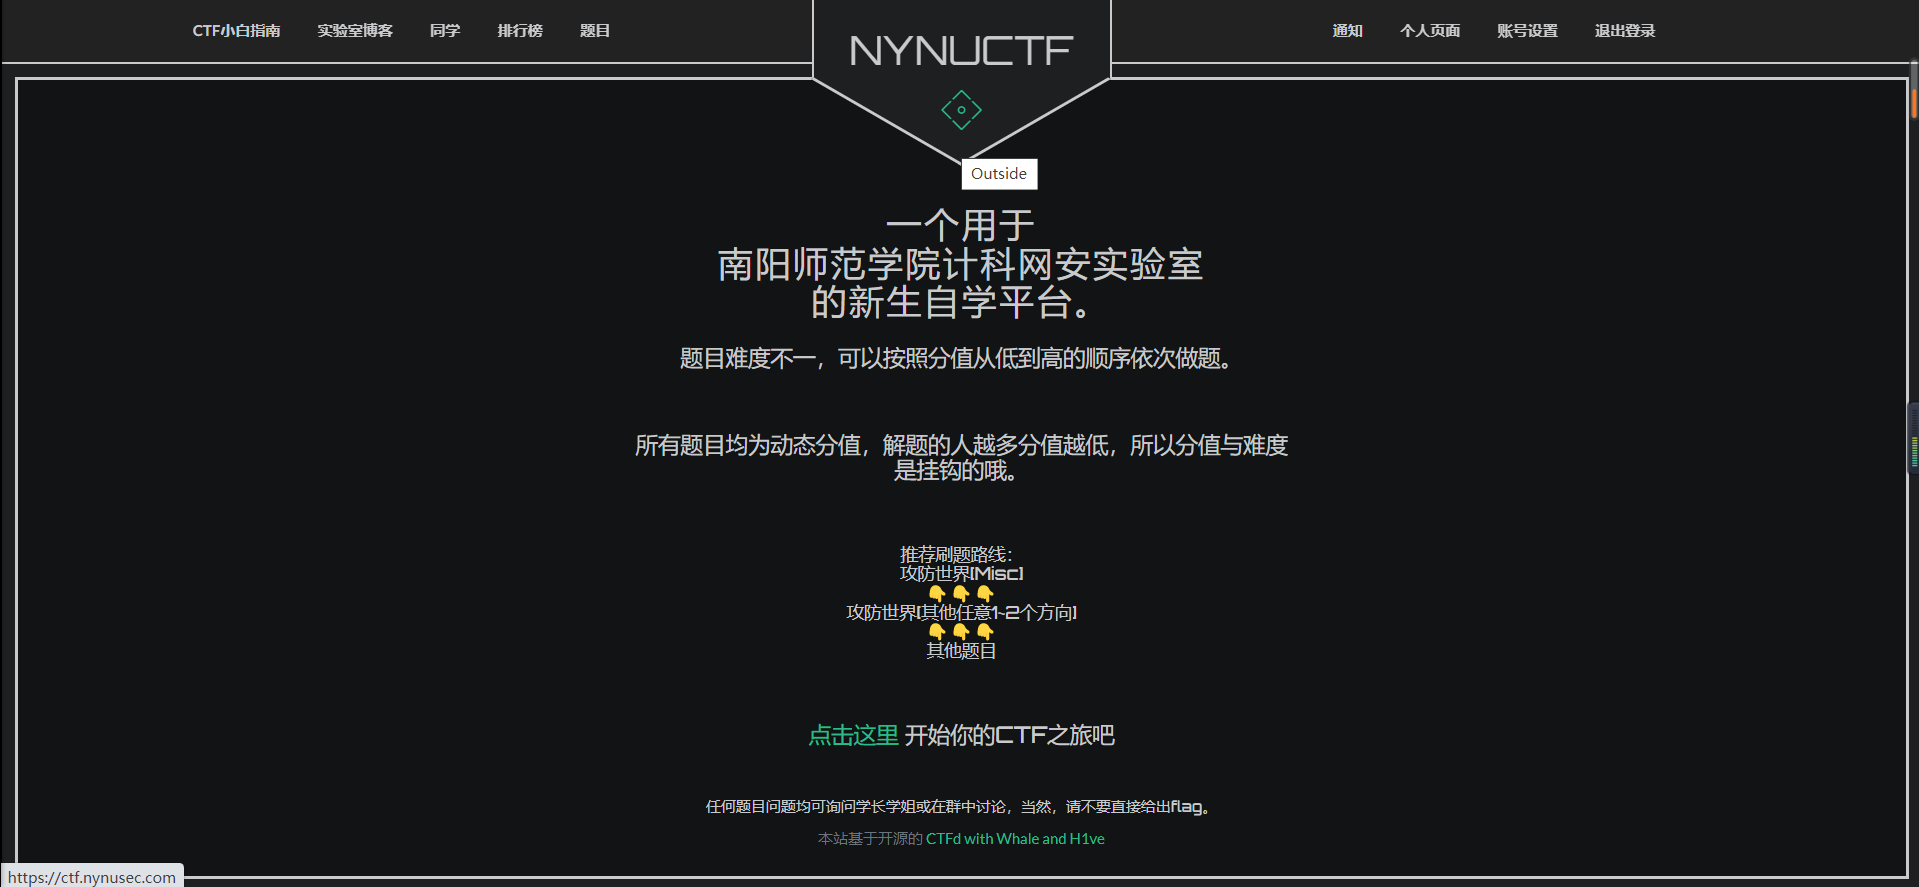 CTF小白指南 实验室博客 同学 排行榜 题目
NYNUCTF
通知 个人页面 账号设置 退出登录
Outside
一个用于
南阳师范学院计科网安实验室
的新生自学平台。
题目难度不一，可以按照分值从低到高的顺序依次做题。
所有题目均为动态分值，解题的人越多分值越低，所以分值与难度
是挂钩的哦。
推荐刷题路线：
攻防世界[Misc]
👇👇👇
攻防世界[其他任意1~2个方向]
👇👇👇
其他题目
点击这里 开始你的CTF之旅吧
任何题目问题均可询问学长学姐或在群中讨论，当然，请不要直接给出flag。
本站基于开源的 CTFd with Whale and H1ve
https://ctf.nynusec.com